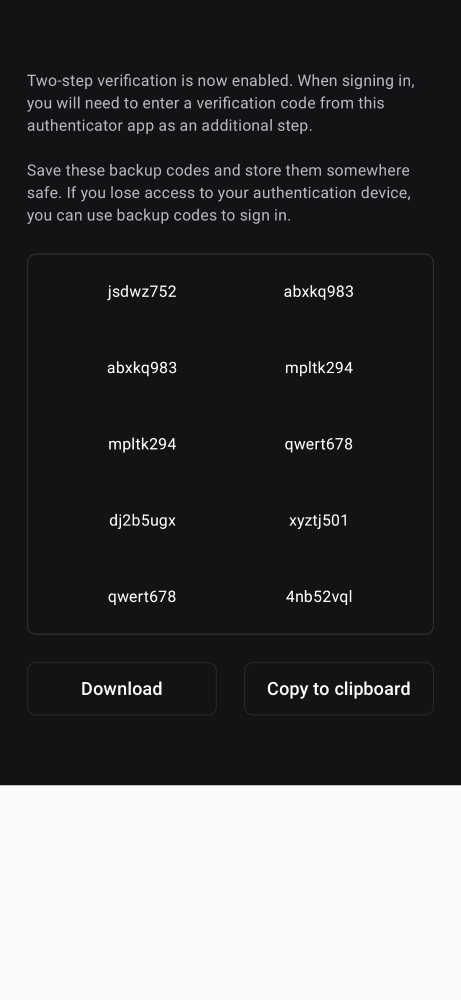 Two-step verification is now enabled. When signing in,
you will need to enter a verification code from this
authenticator app as an additional step.
Save these backup codes and store them somewhere
safe. If you lose access to your authentication device,
you can use backup codes to sign in.
jsdwz752 abxkq983
abxkq983 mpltk294
mpltk294 qwert678
dj2b5ugx xyztj501
qwert678 4nb52vql
Download Copy to clipboard